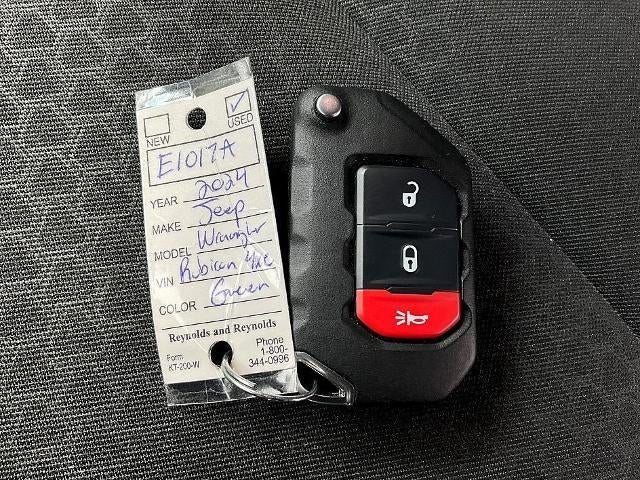 NEW USED
E1017A
YEAR 2024
MAKE Jeep
MODEL Wrangler
VIN Rubicon 4xe
COLOR Green
Reynolds and Reynolds
Form
KT-200-W
Phone
1-800-
344-0996